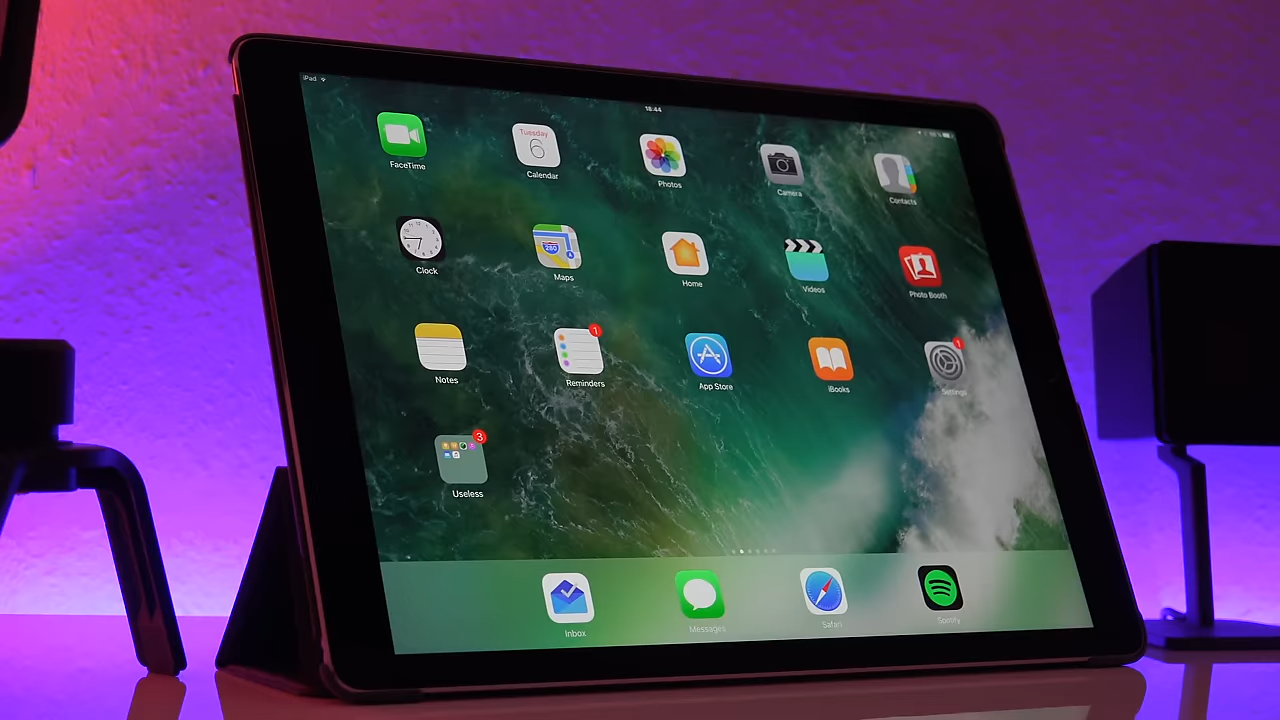 iPad
18:44
FaceTime
Tuesday
6
Calendar
Photos
Camera
Contacts
Clock
280
Maps
Home
Videos
Photo Booth
Notes
1
Reminders
App Store
iBooks
1
Settings
3
Useless
Inbox
Messages
Safari
Spotify